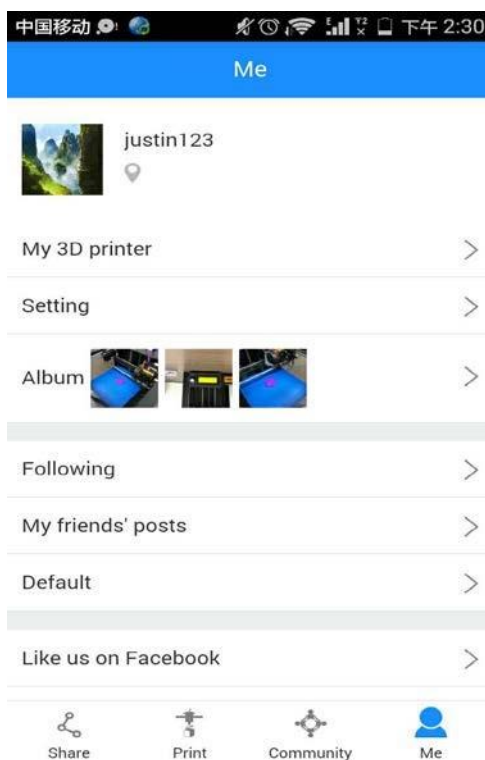 中国移动 下午 2:30
Me
justin123
My 3D printer
Setting
Album
Following
My friends' posts
Default
Like us on Facebook
Share Print Community Me